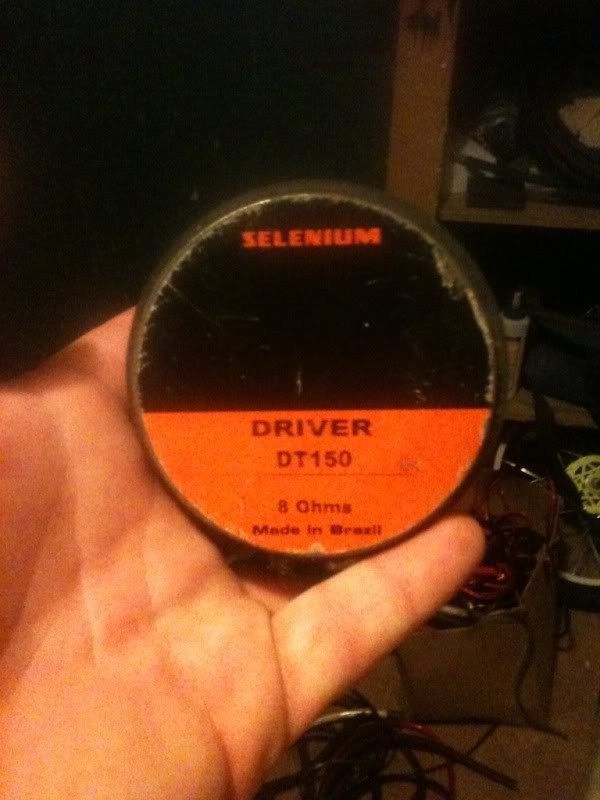 SELENIUM
DRIVER
DT150
8 Ohms
Made in Brazil